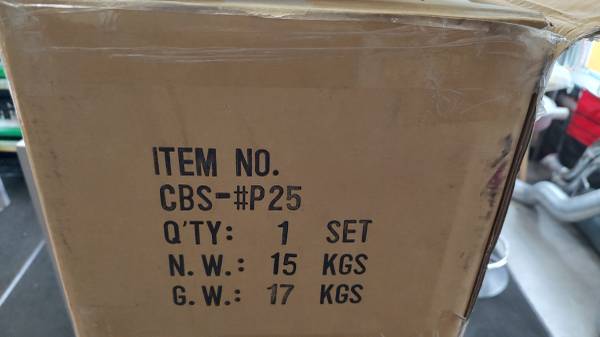 ITEM NO.
CBS-#P25
Q'TY: 1 SET
N.W.: 15 KGS
G.W.: 17 KGS